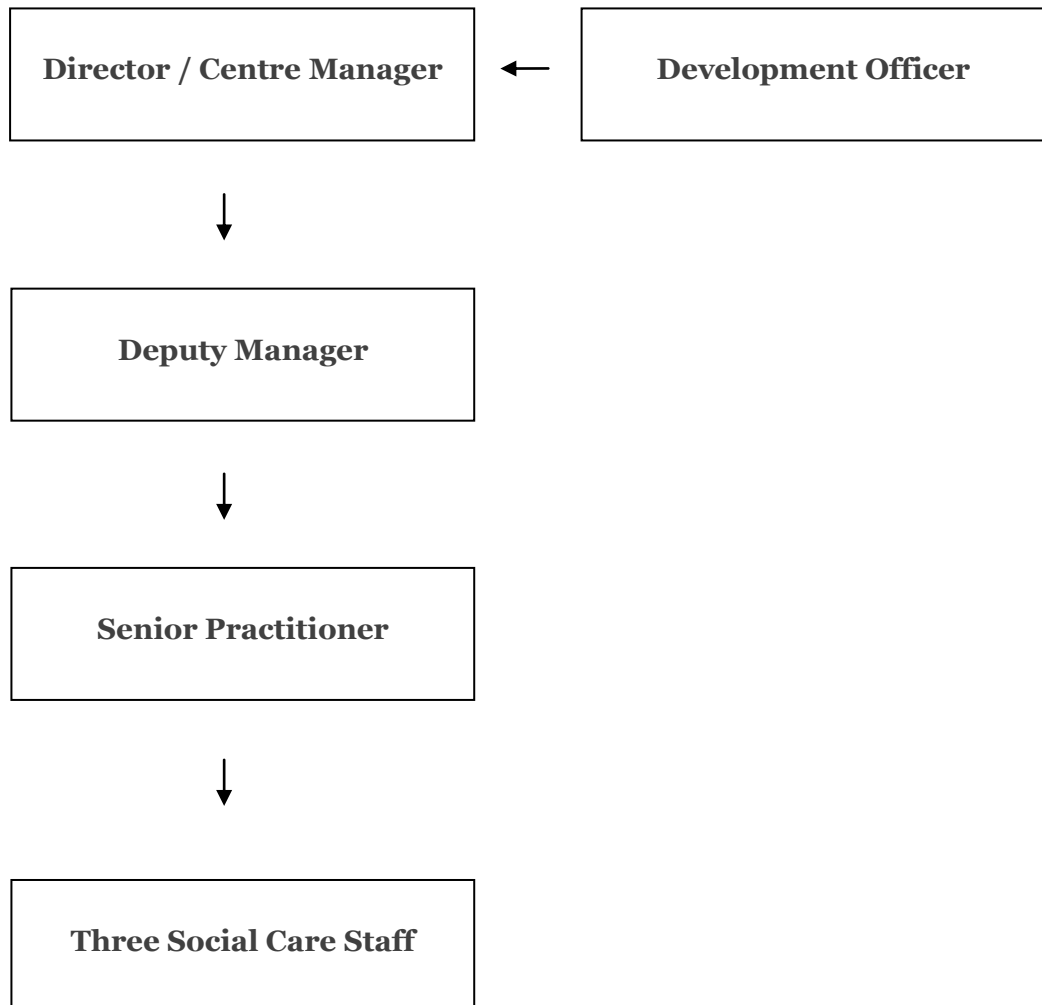 Director / Centre Manager
Development Officer
Deputy Manager
Senior Practitioner
Three Social Care Staff